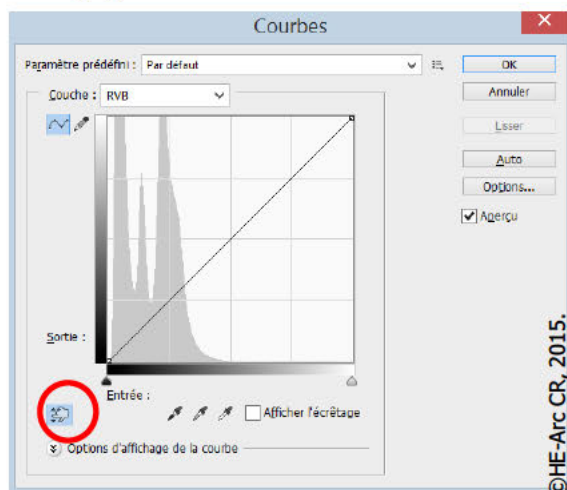 Courbes
Paramètre prédéfini : Par défaut
OK
Couche : RVB
Annuler
Lisser
Auto
Options...
Aperçu
Sortie :
Entrée :
Afficher l'écrêtage
Options d'affichage de la courbe
©HE-Arc CR, 2015.